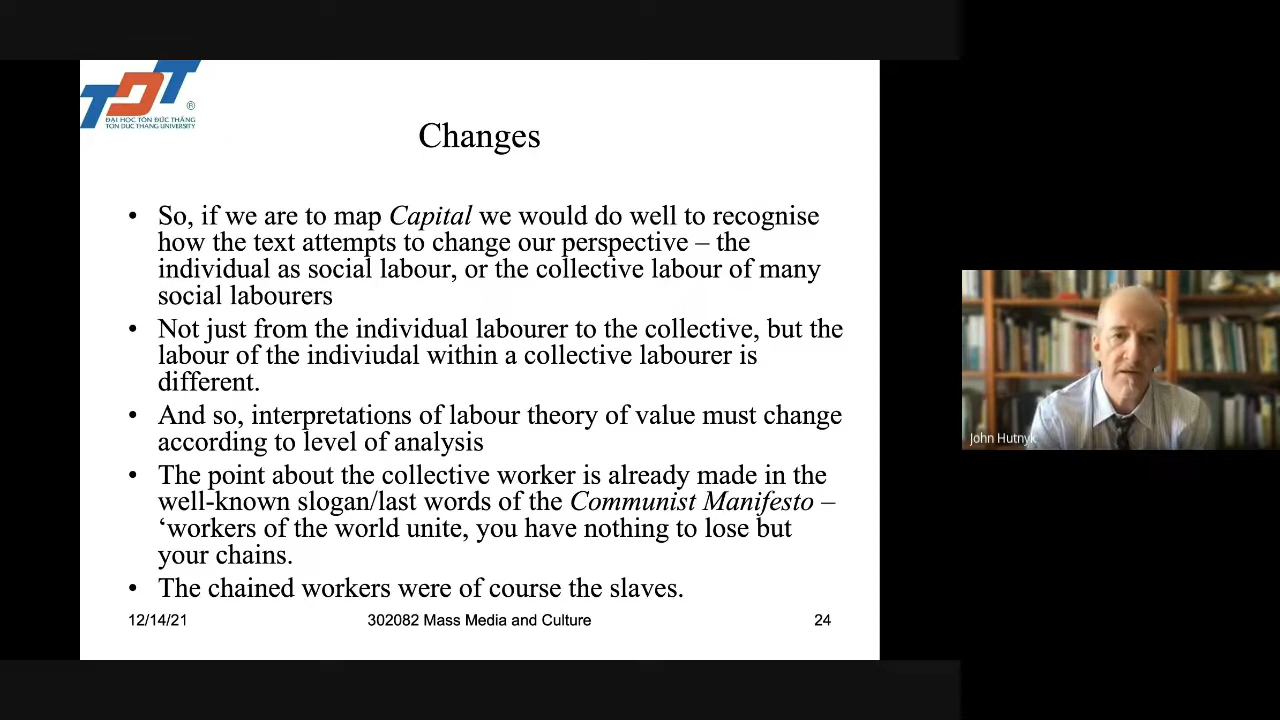 TDT
®
ĐẠI HỌC TÔN ĐỨC THẮNG
TON DUC THANG UNIVERSITY
Changes
• So, if we are to map Capital we would do well to recognise
how the text attempts to change our perspective – the
individual as social labour, or the collective labour of many
social labourers
• Not just from the individual labourer to the collective, but the
labour of the indiviudal within a collective labourer is
different.
• And so, interpretations of labour theory of value must change
according to level of analysis
• The point about the collective worker is already made in the
well-known slogan/last words of the Communist Manifesto –
‘workers of the world unite, you have nothing to lose but
your chains.
• The chained workers were of course the slaves.
12/14/21 302082 Mass Media and Culture 24
John Hutnyk